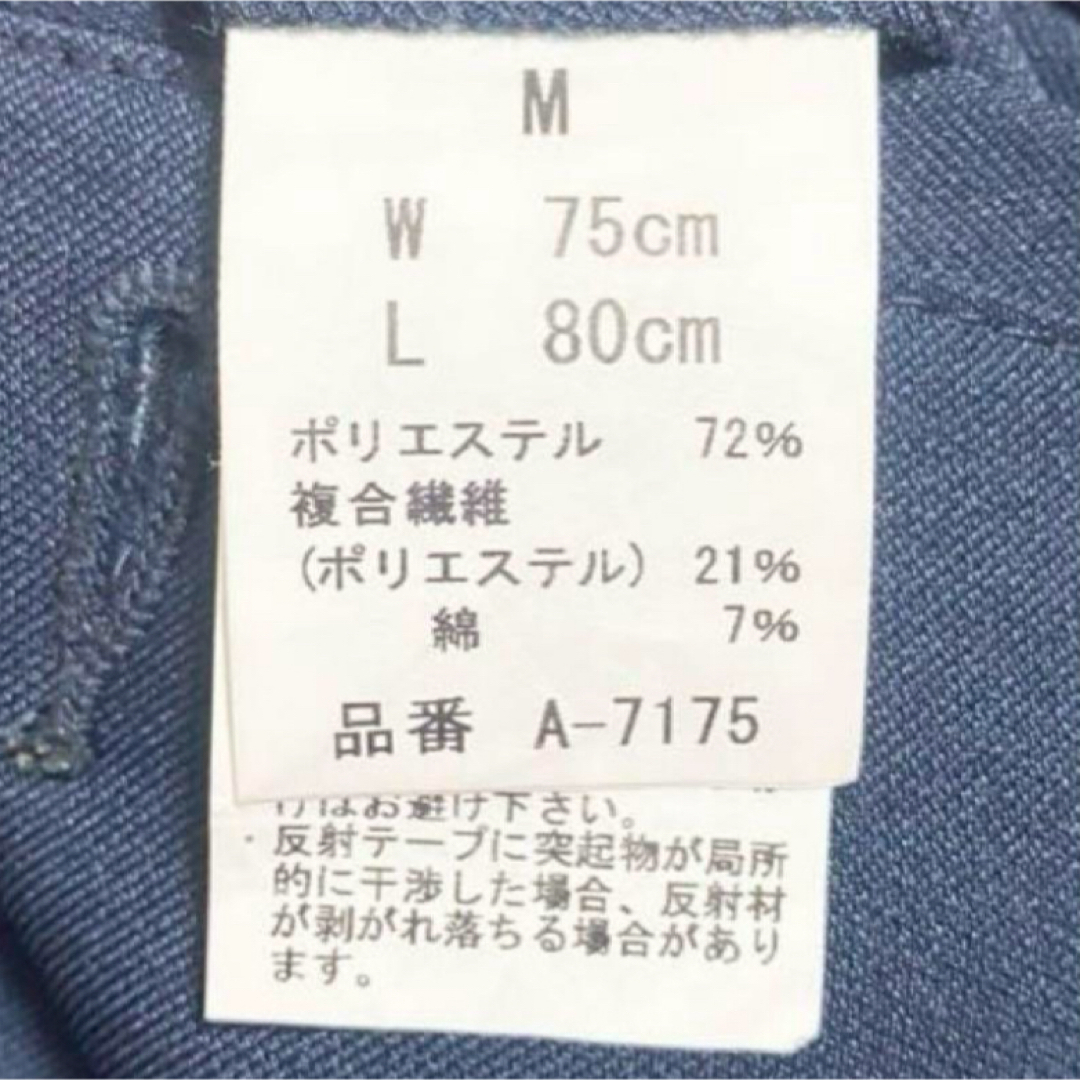 M
W 75cm
L 80cm
ポリエステル 72%
複合繊維
(ポリエステル) 21%
綿 7%
品番 A-7175
けはお避け下さい。
・反射テープに突起物が局所
的に干渉した場合、反射材
が剥がれ落ちる場合があり
ます。